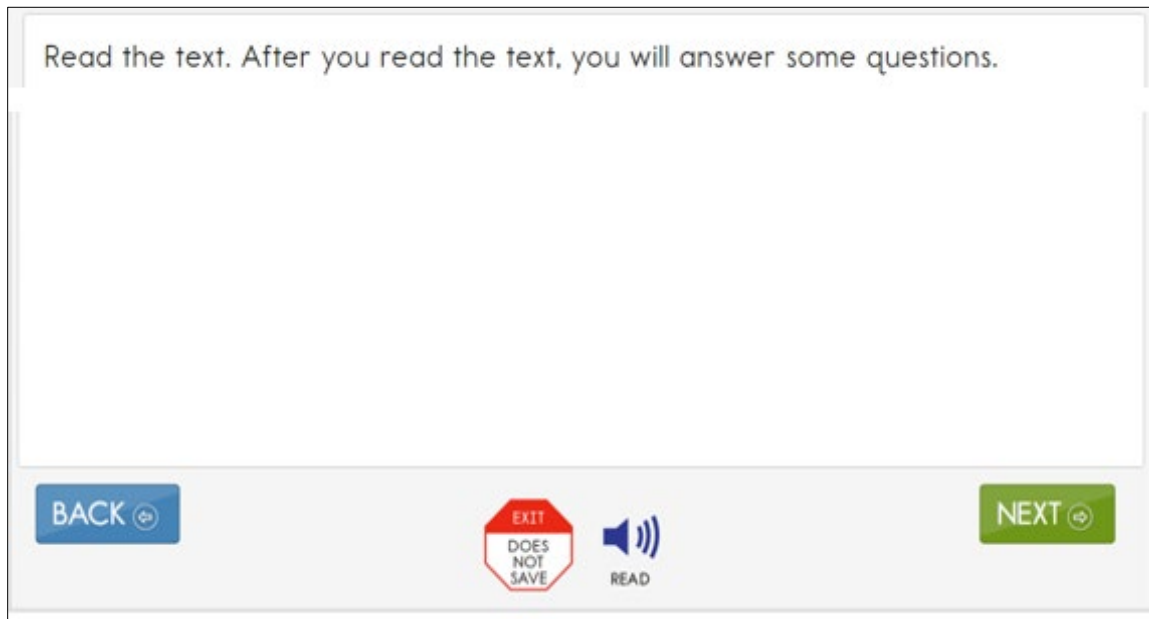 Read the text. After you read the text, you will answer some questions.
BACK
EXIT
DOES
NOT
SAVE
READ
NEXT